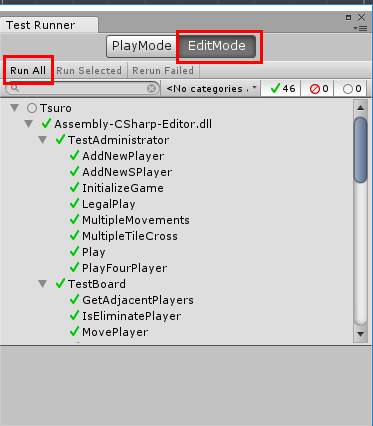 Test Runner
PlayMode EditMode
Run All Run Selected Rerun Failed
<No categories available> 46 0 0
Tsuro
Assembly-CSharp-Editor.dll
TestAdministrator
AddNewPlayer
AddNewSPlayer
InitializeGame
LegalPlay
MultipleMovements
MultipleTileCross
Play
PlayFourPlayer
TestBoard
GetAdjacentPlayers
IsEliminatePlayer
MovePlayer